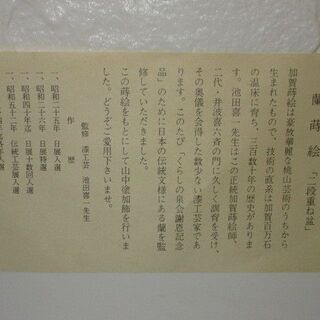 蘭蒔絵「二段重ね盆」
加賀蒔絵は豪放華麗な桃山芸術のうちから
生まれたもので、技術の直系は加賀百万石
の温床に育ち、三百数十年の歴史がありま
す。池田喜一先生はこの正統加賀蒔絵師、
二代・井波喜六斎の門に久しく訓育を受け、
その奥儀を会得した数少ない漆工芸家であ
ります。このたび「くらしの泉会謝恩記念
品」のために日本の伝統文様にある蘭を監
修していただきました。
この蒔絵をもとにして山中塗加飾を行いま
した。どうぞご愛用下さいませ。
監修 漆工芸 池田喜一先生
作歴
一、昭和二十五年 日展入選
一、昭和二十六年 日展特選
一、昭和四十年迄 日展十数回入選
一、昭和五十二年 伝統工芸展入選